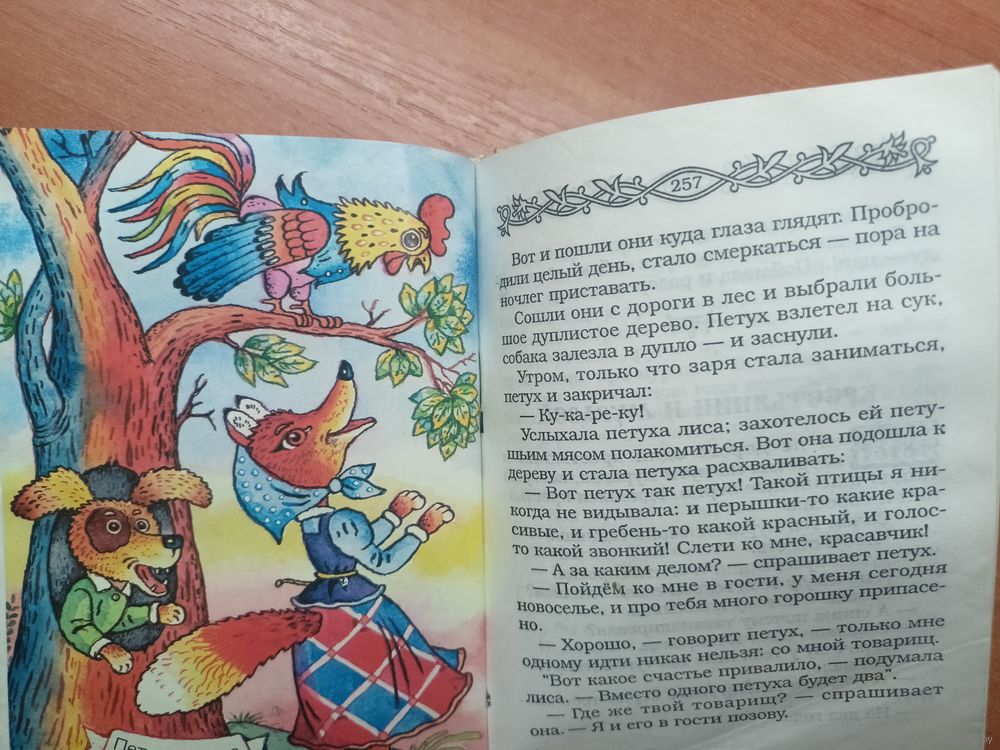 257
Вот и пошли они куда глаза глядят. Пробро-
дили целый день, стало смеркаться — пора на
ночлег приставать.
Сошли они с дороги в лес и выбрали боль-
шое дуплистое дерево. Петух взлетел на сук,
собака залезла в дупло — и заснули.
Утром, только что заря стала заниматься,
петух и закричал:
— Ку-ка-ре-ку!
Услыхала петуха лиса; захотелось ей пету-
шьим мясом полакомиться. Вот она подошла к
дереву и стала петуха расхваливать:
— Вот петух так петух! Такой птицы я ни-
когда не видывала: и перышки-то какие кра-
сивые, и гребень-то какой красный, и голос-
то какой звонкий! Слети ко мне, красавчик!
— А за каким делом? — спрашивает петух.
— Пойдём ко мне в гости, у меня сегодня
новоселье, и про тебя много горошку припасе-
но.
— Хорошо, — говорит петух, — только мне
одному идти никак нельзя: со мной товарищ.
"Вот какое счастье привалило, — подумала
лиса. — Вместо одного петуха будет два".
— Где же твой товарищ? — спрашивает
она. — Я и его в гости позову.